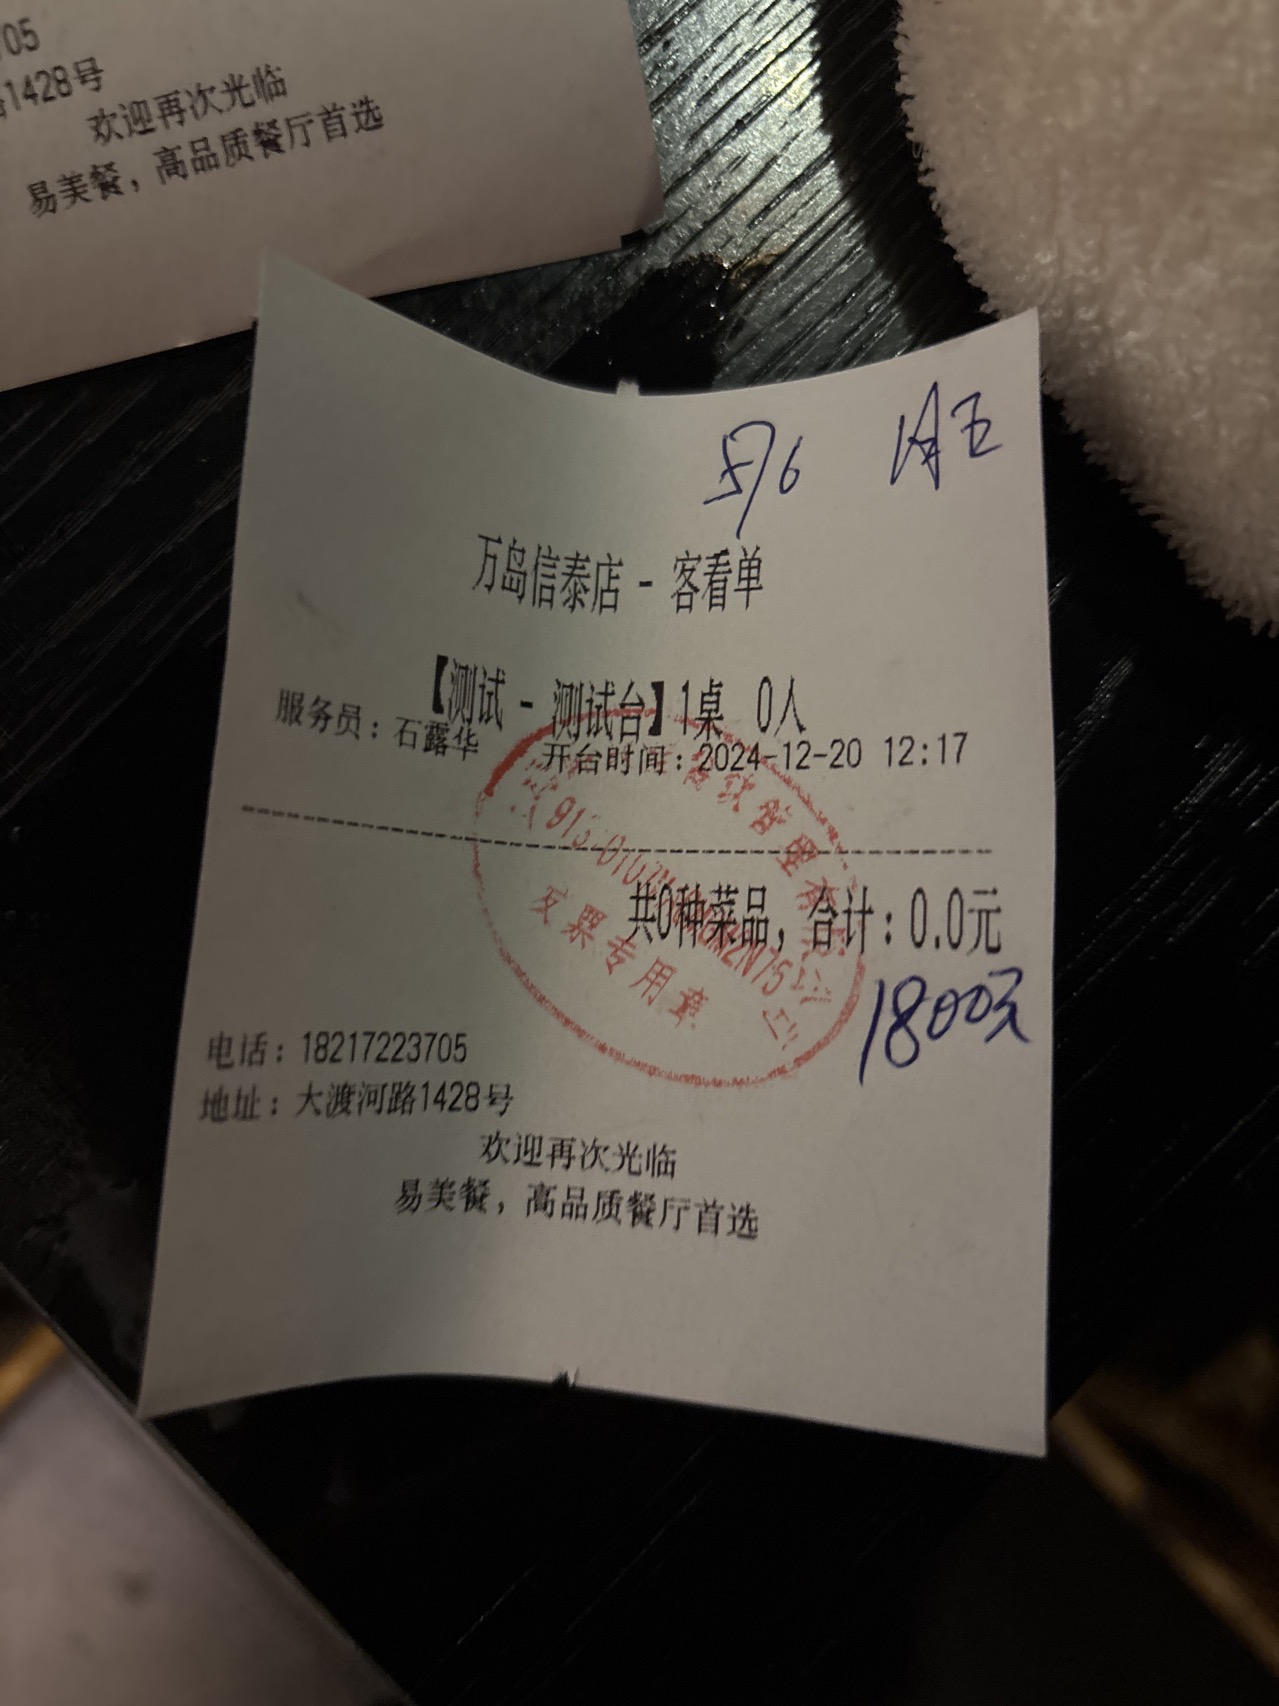 705
1428号
欢迎再次光临
易美餐，高品质餐厅首选
万岛信泰店 - 客看单
【测试 - 测试台】1桌 0人
服务员：石露华 开台时间：2024-12-20 12:17
共0种菜品，合计：0.0元
1800元
发票专用章
电话：18217223705
地址：大渡河路1428号
欢迎再次光临
易美餐，高品质餐厅首选